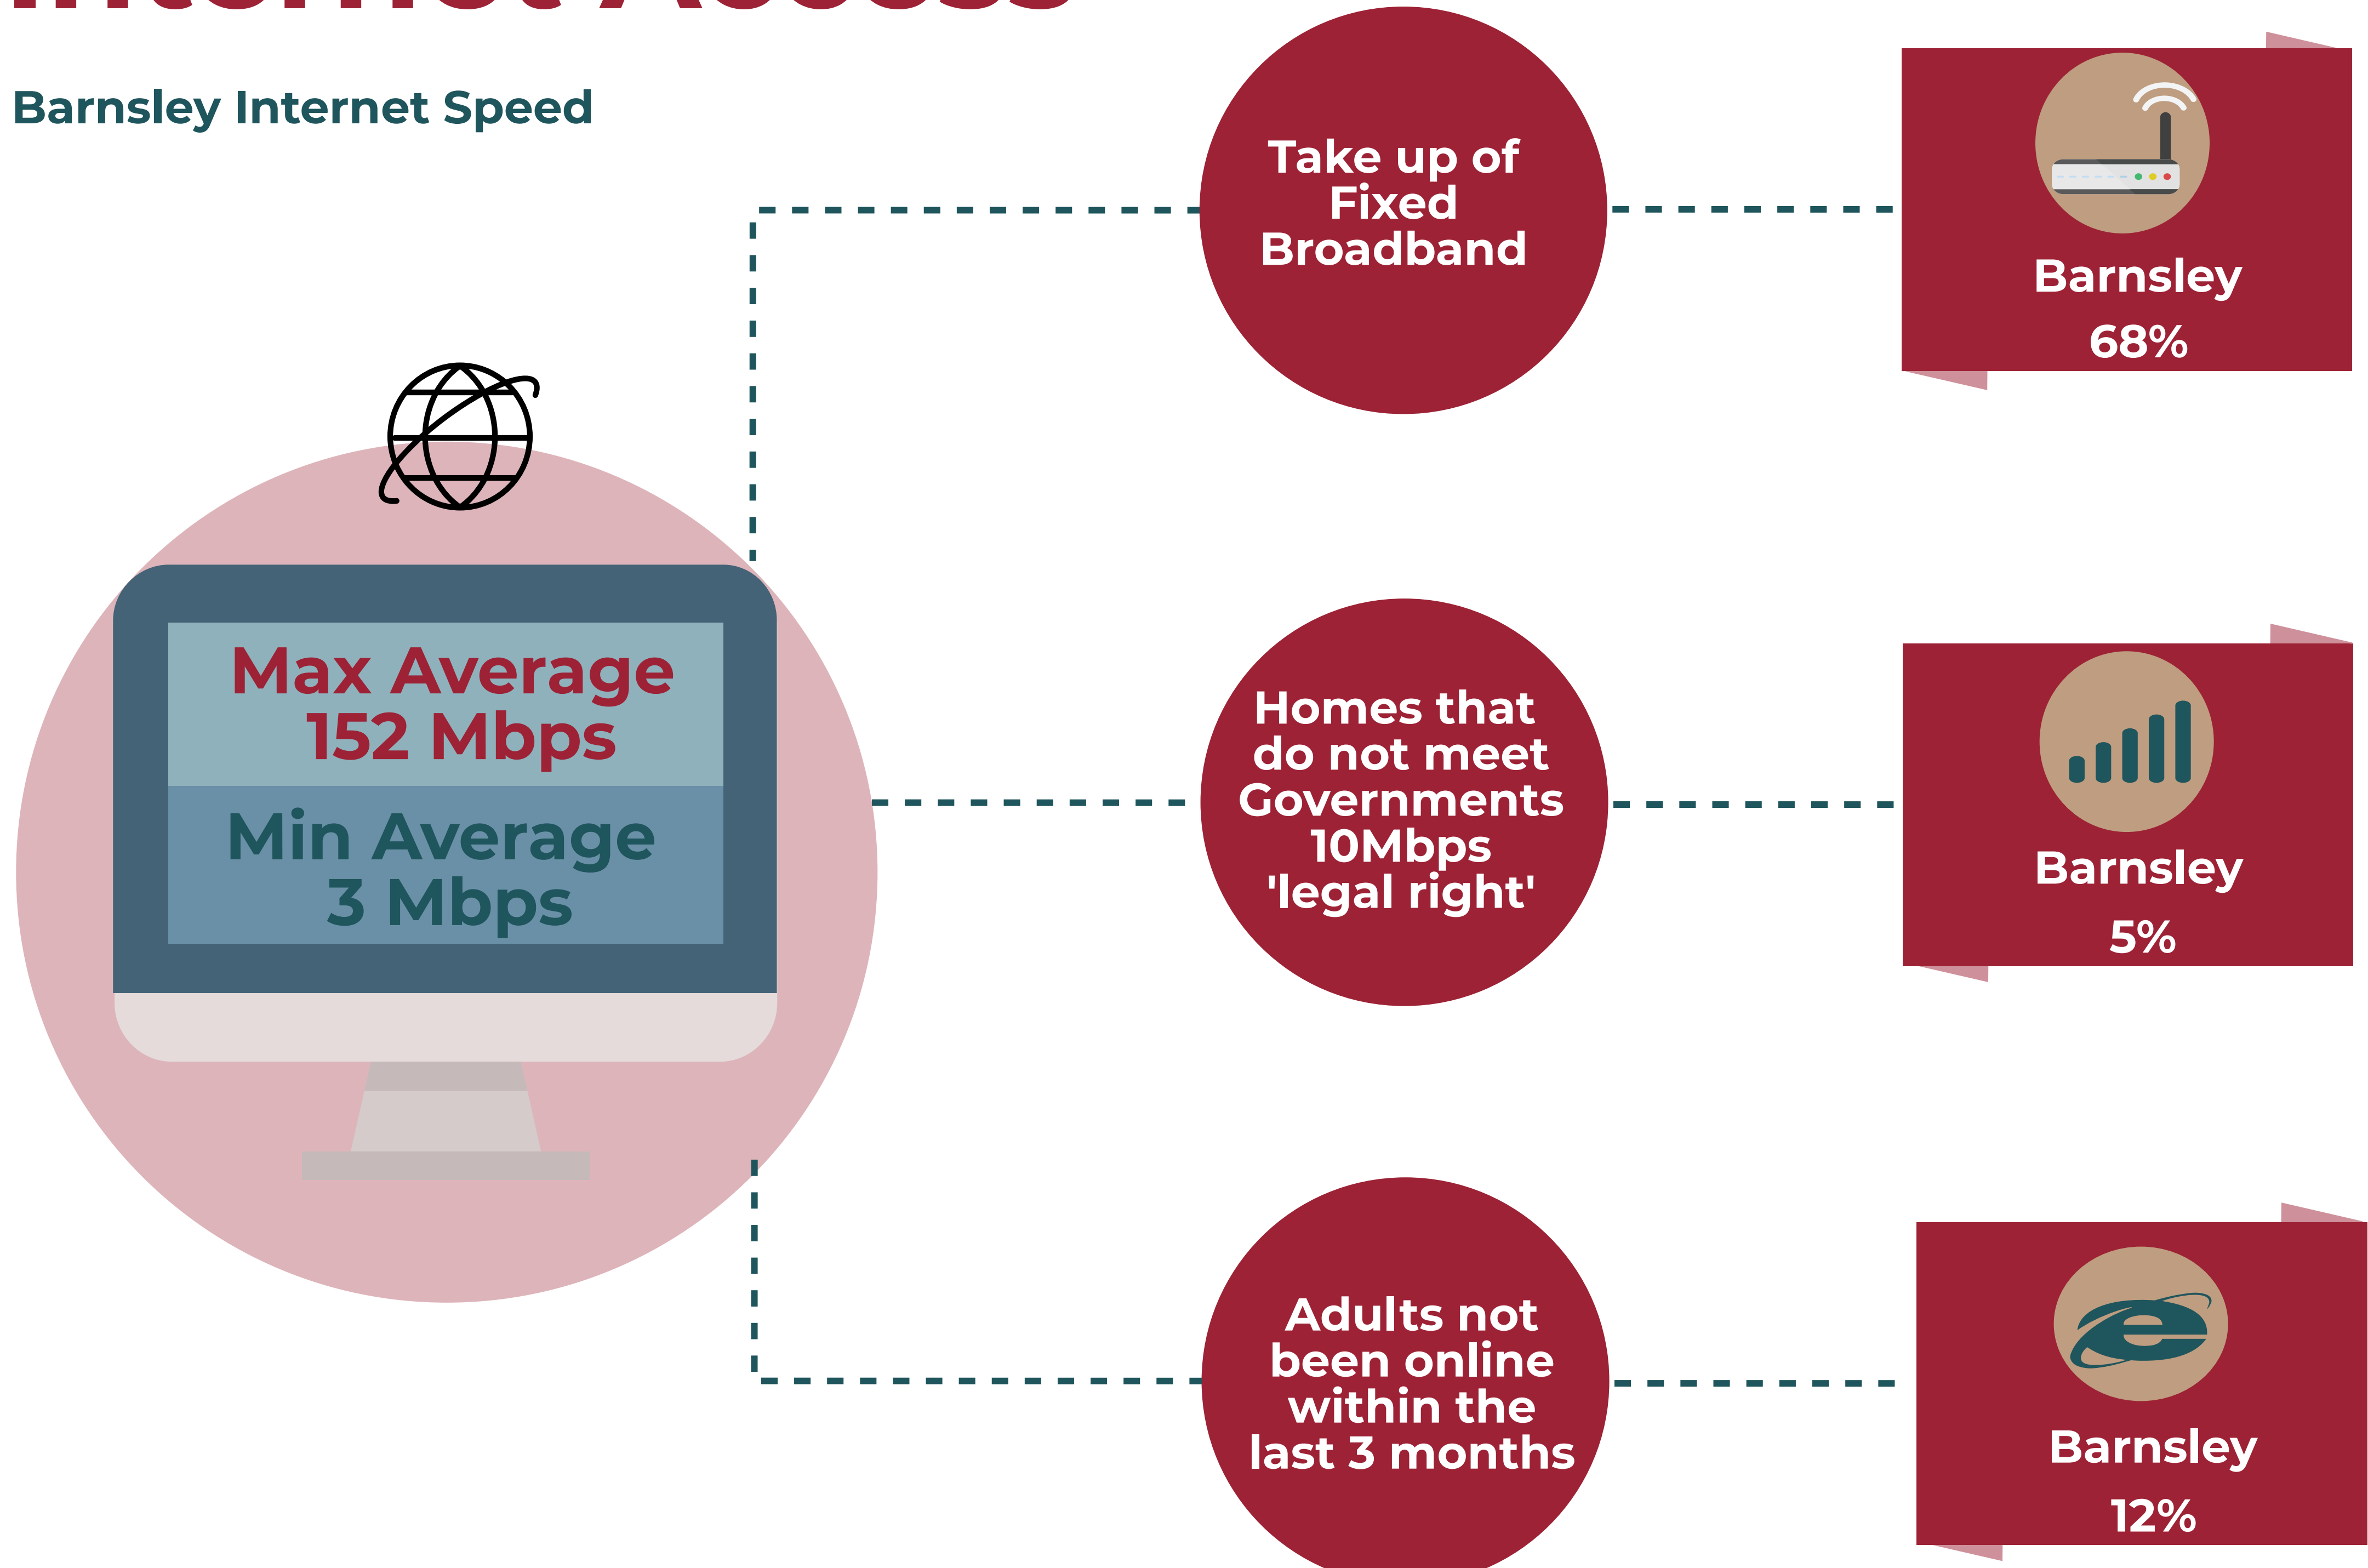 Barnsley Internet Speed
Take up of
Fixed
Broadband
Barnsley
68%
Max Average
152 Mbps
Min Average
3 Mbps
Homes that
do not meet
Governments
10Mbps
'legal right'
Barnsley
5%
Adults not
been online
within the
last 3 months
Barnsley
12%